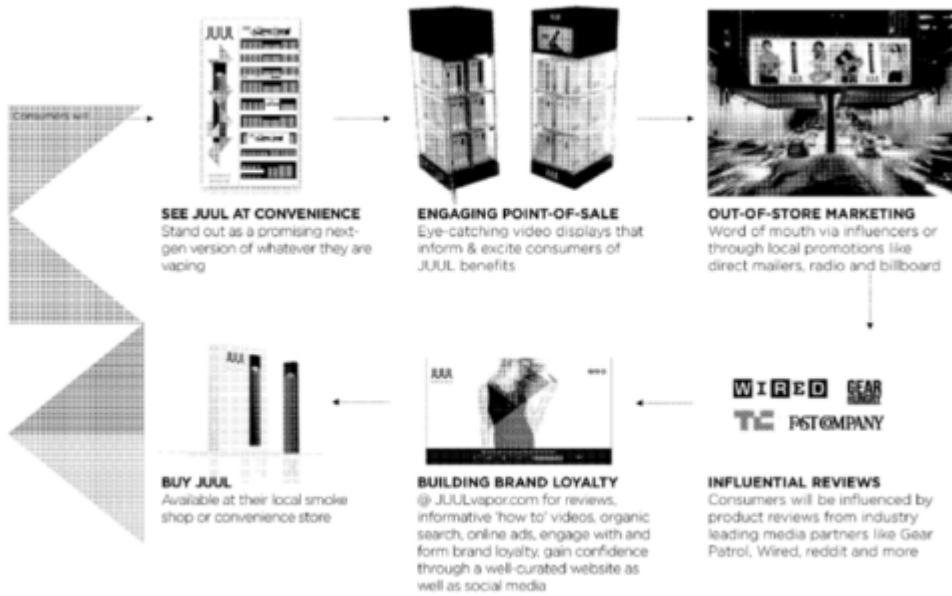 Consumers will
JUUL
JUUL
JUUL
SEE JUUL AT CONVENIENCE
Stand out as a promising next-
gen version of whatever they are
vaping
ENGAGING POINT-OF-SALE
Eye-catching video displays that
inform & excite consumers of
JUUL benefits
OUT-OF-STORE MARKETING
Word of mouth via influencers or
through local promotions like
direct mailers, radio and billboard
JUUL
BUY JUUL
Available at their local smoke
shop or convenience store
JUUL
BUILDING BRAND LOYALTY
@ JUULvapor.com for reviews,
informative 'how to' videos, organic
search, online ads, engage with and
form brand loyalty, gain confidence
through a well-curated website as
well as social media
WIRED
GEAR
TC
FAST COMPANY
INFLUENTIAL REVIEWS
Consumers will be influenced by
product reviews from industry
leading media partners like Gear
Patrol, Wired, reddit and more